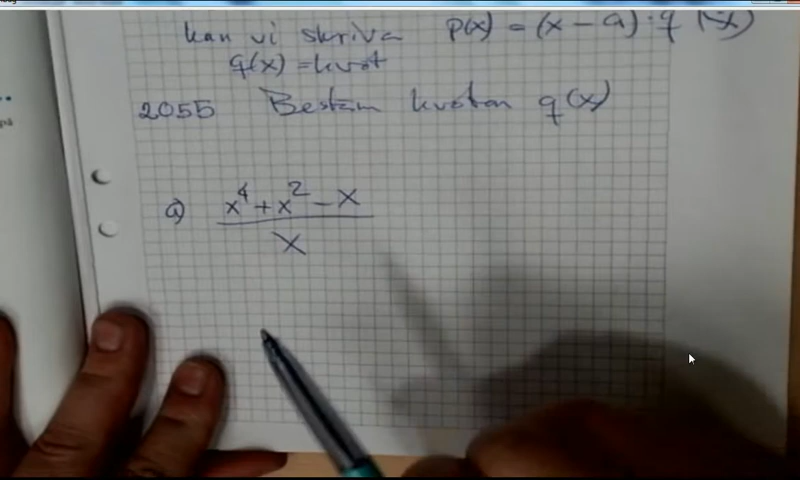 kan vi skriva p(x) = (x - a) · q(x)
q(x) = kvot
2055 Bestäm kvoten q(x)
a) x⁴ + x² - x
x